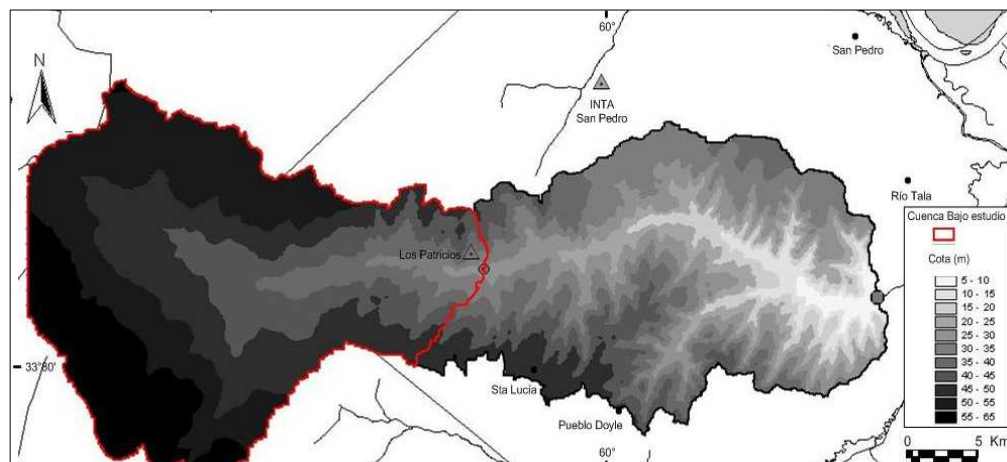 60°
N
San Pedro
INTA
San Pedro
Río Tala
Los Patricios
Cuenca Bajo estudio
Cota (m)
5 - 10
10 - 15
15 - 20
20 - 25
25 - 30
30 - 35
35 - 40
40 - 45
45 - 50
50 - 55
55 - 65
33°80'
Sta Lucía
Pueblo Doyle
60°
0 5 Km